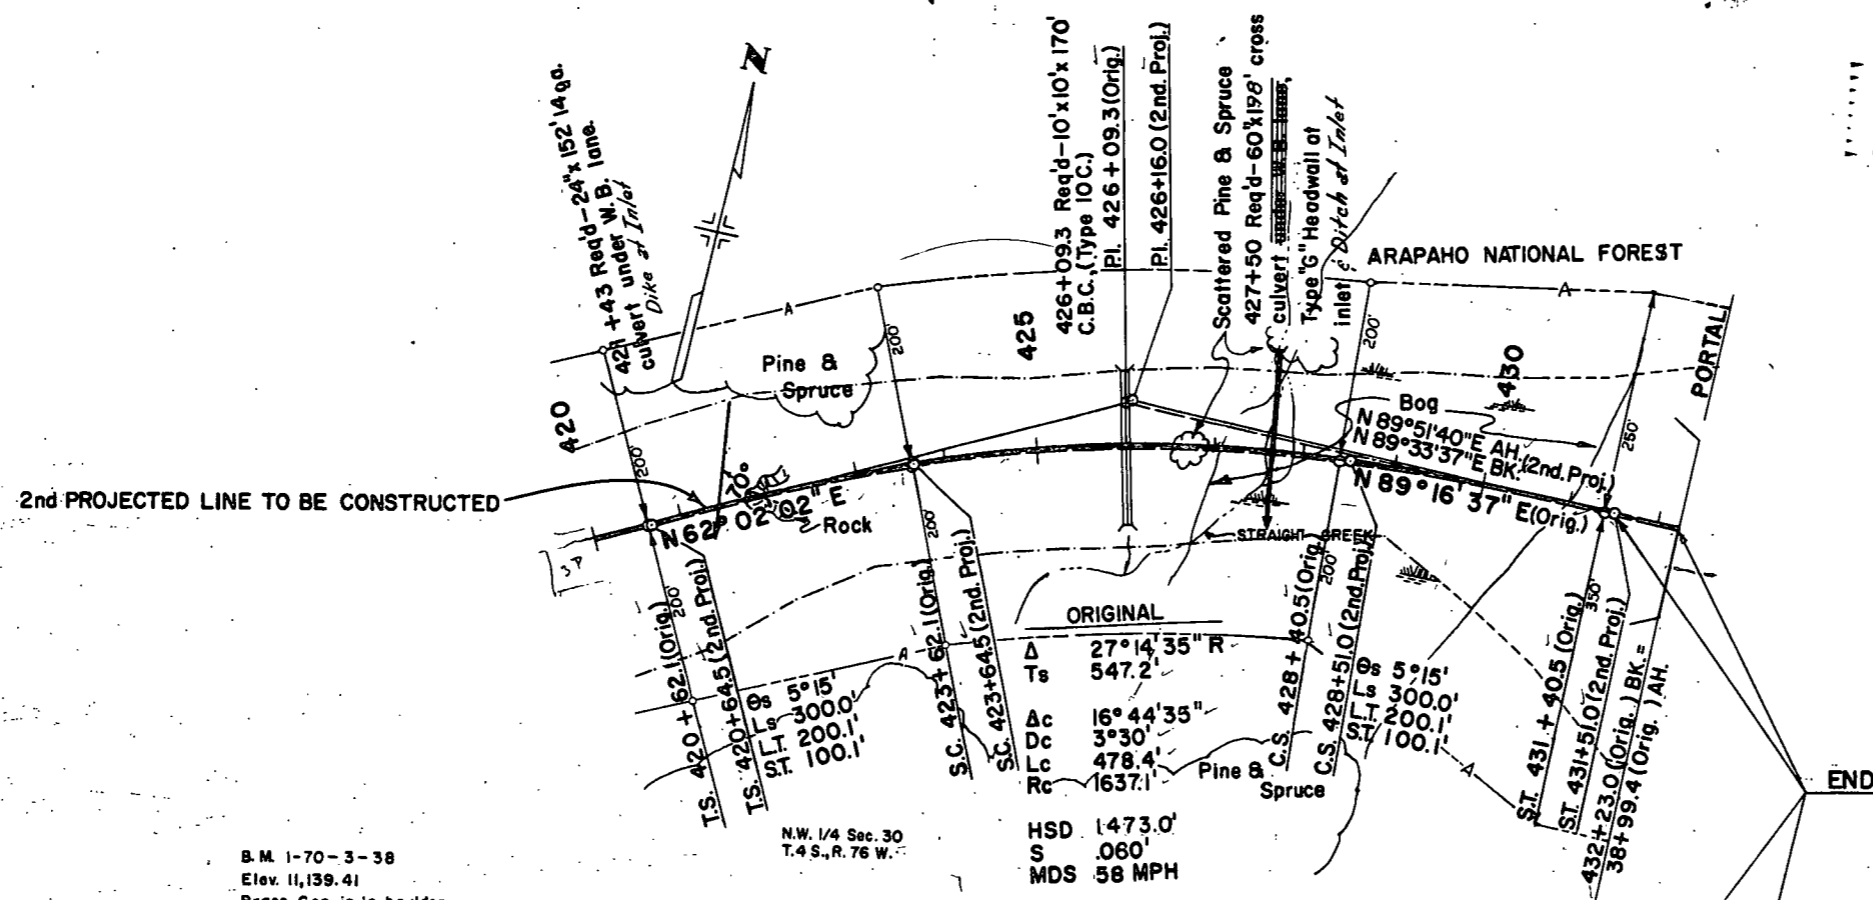 N
421+43 Req'd-24"x152' 14ga.
culvert under W.B. lane.
Dike at Inlet
426+09.3 Req'd-10'x10'x170'
C.B.C.,(Type 10C.)
P.I. 426+09.3(Orig.)
P.I. 426+16.0(2nd. Proj.)
Scattered Pine & Spruce
427+50 Req'd-60"x198' cross
culvert under W.B. lane,
Type "G" Headwall at
inlet & Ditch at Inlet
ARAPAHO NATIONAL FOREST
A
A
200'
200'
200'
250'
PORTAL
420
425
430
Pine &
Spruce
Bog
N 89°51'40"E AH.(2nd.Proj.)
N 89°33'37"E BK.
N 89°16'37" E(Orig.)
2nd PROJECTED LINE TO BE CONSTRUCTED
70°
N 62°02'02" E
Rock
STRAIGHT CREEK
200'
200'
200'
350'
T.S. 420+62.1(Orig.)
T.S. 420+64.5(2nd. Proj.)
S.C. 423+62.1(Orig.)
S.C. 423+64.5(2nd. Proj.)
C.S. 428+40.5(Orig.
C.S. 428+51.0(2nd.Proj.)
S.T. 431+40.5(Orig.)
S.T. 431+51.0(2nd.Proj.)
432+23.0(Orig.)BK.=
38+99.4(Orig.)AH.
θs 5°15'
Ls 300.0'
L.T. 200.1'
S.T. 100.1'
A
ORIGINAL
Δ 27°14'35" R
Ts 547.2'
Δc 16°44'35"
Dc 3°30'
Lc 478.4'
Rc 1637.1'
HSD 1473.0'
S .060'
MDS 58 MPH
θs 5°15'
Ls 300.0'
L.T. 200.1'
S.T. 100.1'
A
Pine &
Spruce
END
N.W. 1/4 Sec. 30
T.4 S., R. 76 W.
B.M. I-70-3-38
Elev. 11,139.41